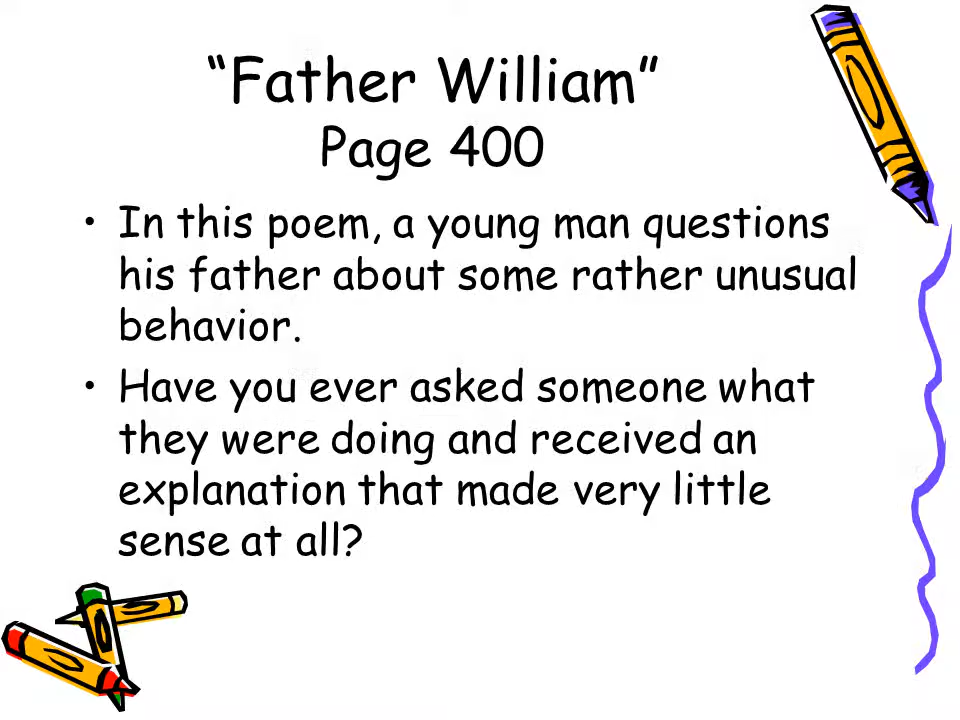 “Father William”
Page 400
• In this poem, a young man questions
his father about some rather unusual
behavior.
• Have you ever asked someone what
they were doing and received an
explanation that made very little
sense at all?